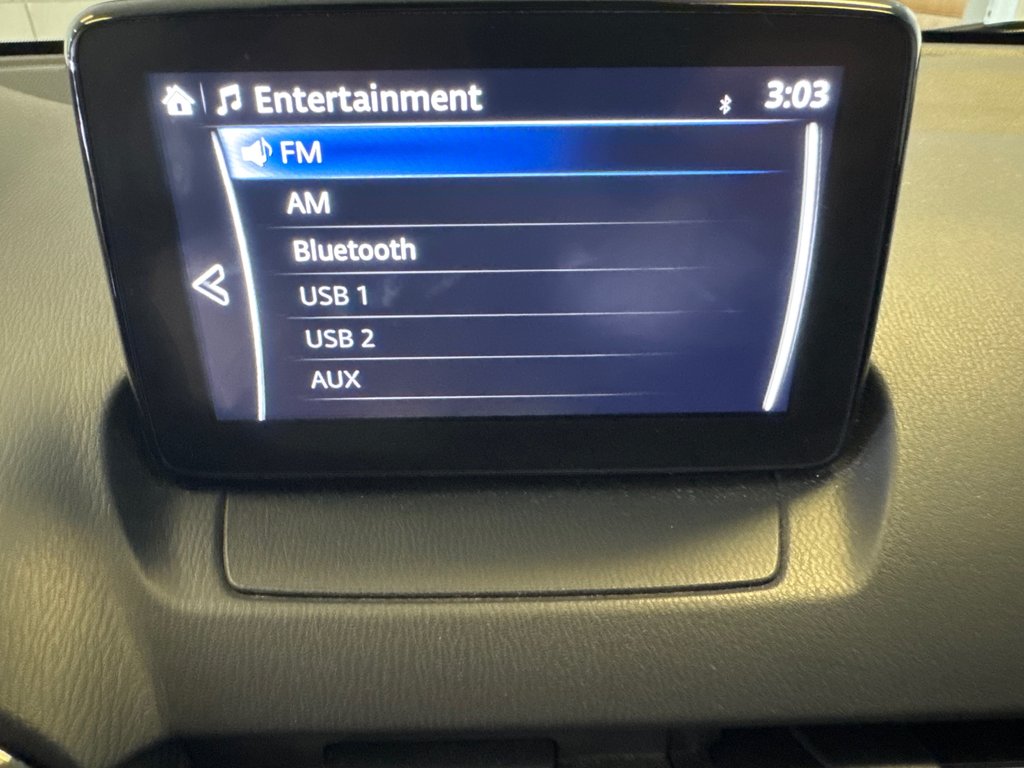 Entertainment 3:03
FM
AM
Bluetooth
USB 1
USB 2
AUX